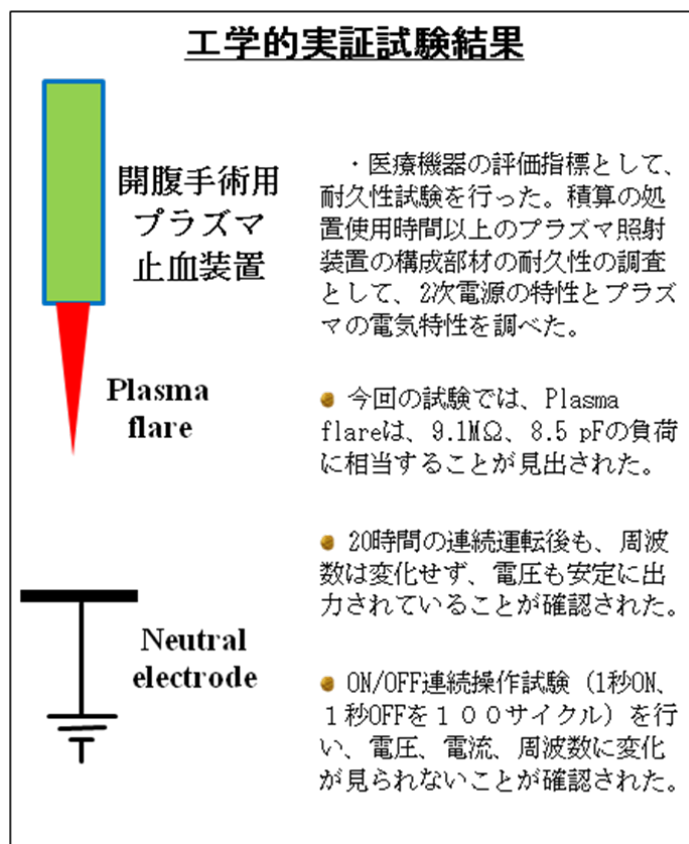 工学的実証試験結果
開腹手術用
プラズマ
止血装置
Plasma
flare
Neutral
electrode
・医療機器の評価指標として、
耐久性試験を行った。積算の処
置使用時間以上のプラズマ照射
装置の構成部材の耐久性の調査
として、2次電源の特性とプラズ
マの電気特性を調べた。
今回の試験では、Plasma
flareは、9.1MΩ、8.5 pFの負荷
に相当することが見出された。
20時間の連続運転後も、周波
数は変化せず、電圧も安定に出
力されていることが確認された。
ON/OFF連続操作試験（1秒ON、
１秒OFFを１００サイクル）を行
い、電圧、電流、周波数に変化
が見られないことが確認された。